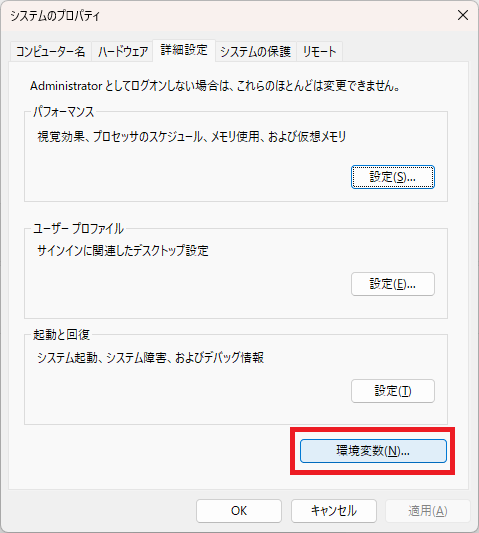 システムのプロパティ
コンピューター名 ハードウェア 詳細設定 システムの保護 リモート
Administrator としてログオンしない場合は、これらのほとんどは変更できません。
パフォーマンス
視覚効果、プロセッサのスケジュール、メモリ使用、および仮想メモリ
設定(S)...
ユーザー プロファイル
サインインに関連したデスクトップ設定
設定(E)...
起動と回復
システム起動、システム障害、およびデバッグ情報
設定(T)
環境変数(N)...
OK キャンセル 適用(A)